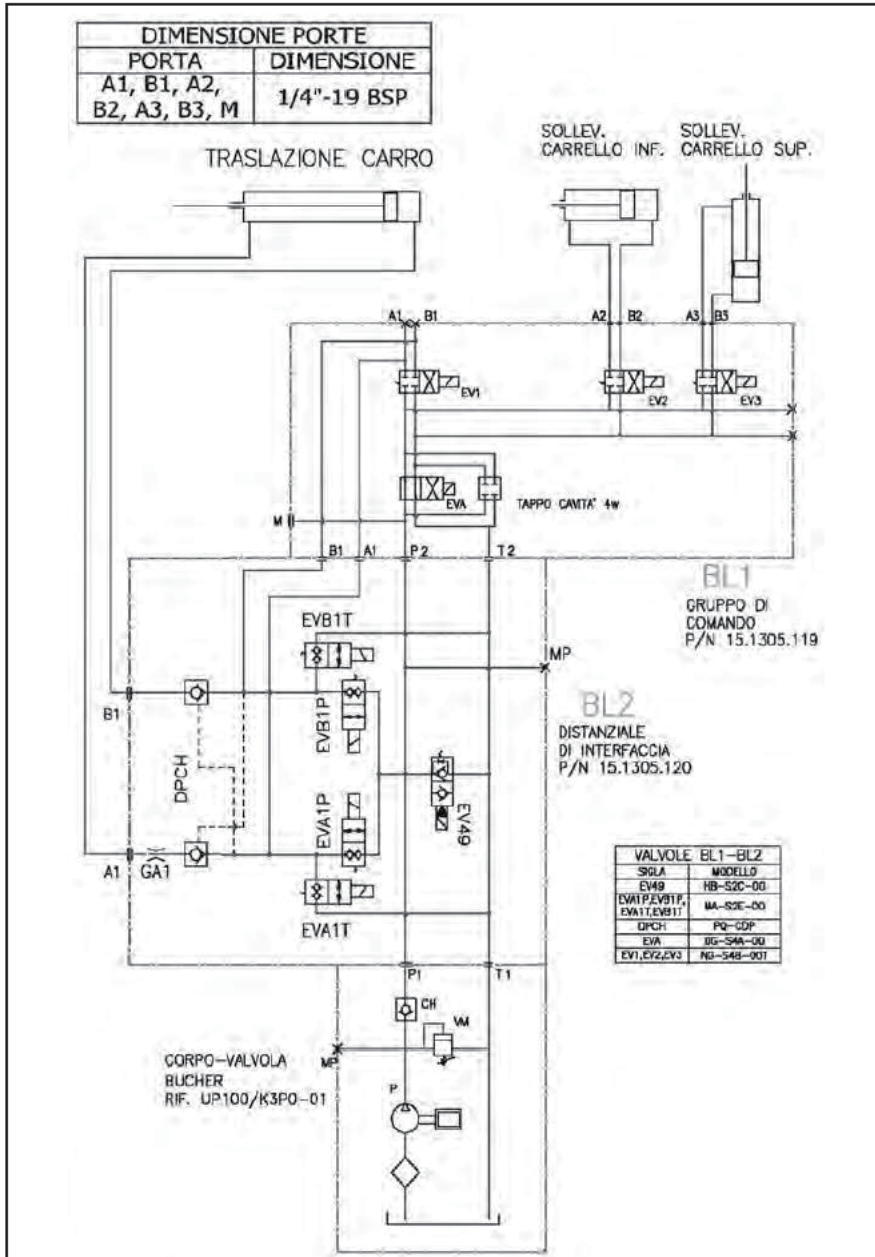 DIMENSIONE PORTE
PORTA DIMENSIONE
A1, B1, A2,
B2, A3, B3, M
1/4"-19 BSP
TRASLAZIONE CARRO
SOLLEV.
CARRELLO INF.
SOLLEV.
CARRELLO SUP.
A1 B1
A2 B2
A3 B3
EV1
EV2
EV3
EVA
TAPPO CAVITA' 4w
M
B1 A1 P2 T2
BL1
GRUPPO DI
COMANDO
P/N 15.1305.119
EVB1T
MP
B1
EVB1P
BL2
DISTANZIALE
DI INTERFACCIA
P/N 15.1305.120
DPCH
EVA1P
EV49
A1 GA1
EVA1T
VALVOLE BL1-BL2
SIGLA MODELLO
EV49 HB-S2C-00
EVA1P,EVB1P,
EVA1T,EVB1T
MA-S2E-00
DPCH PQ-CDP
EVA DG-S4A-00
EV1,EV2,EV3 NG-S4B-001
P1 T1
CH
VM
MP
CORPO-VALVOLA
BUCHER
RIF. UP100/K3P0-01
P